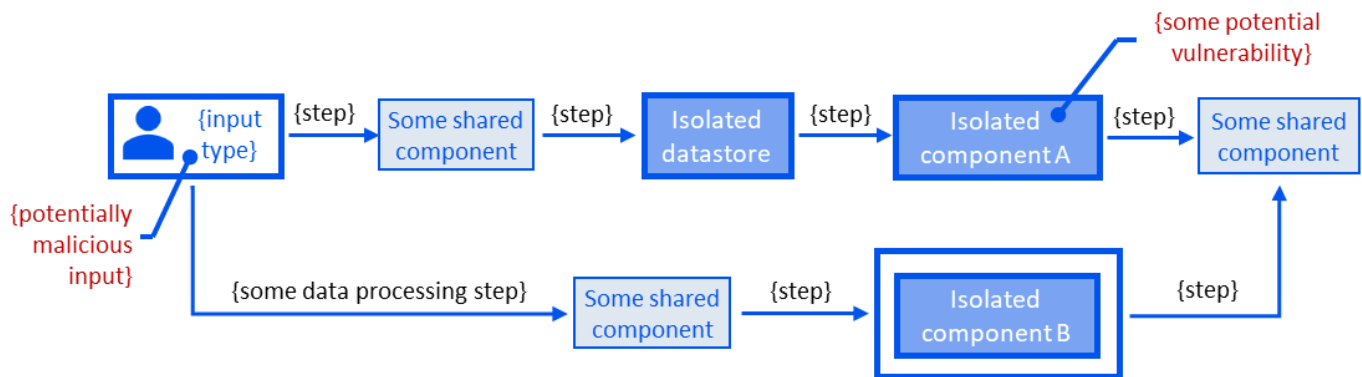 {some potential
vulnerability}
{input
type}
{step}
Some shared
component
{step}
Isolated
datastore
{step}
Isolated
component A
{step}
Some shared
component
{potentially
malicious
input}
{some data processing step}
Some shared
component
{step}
Isolated
component B
{step}